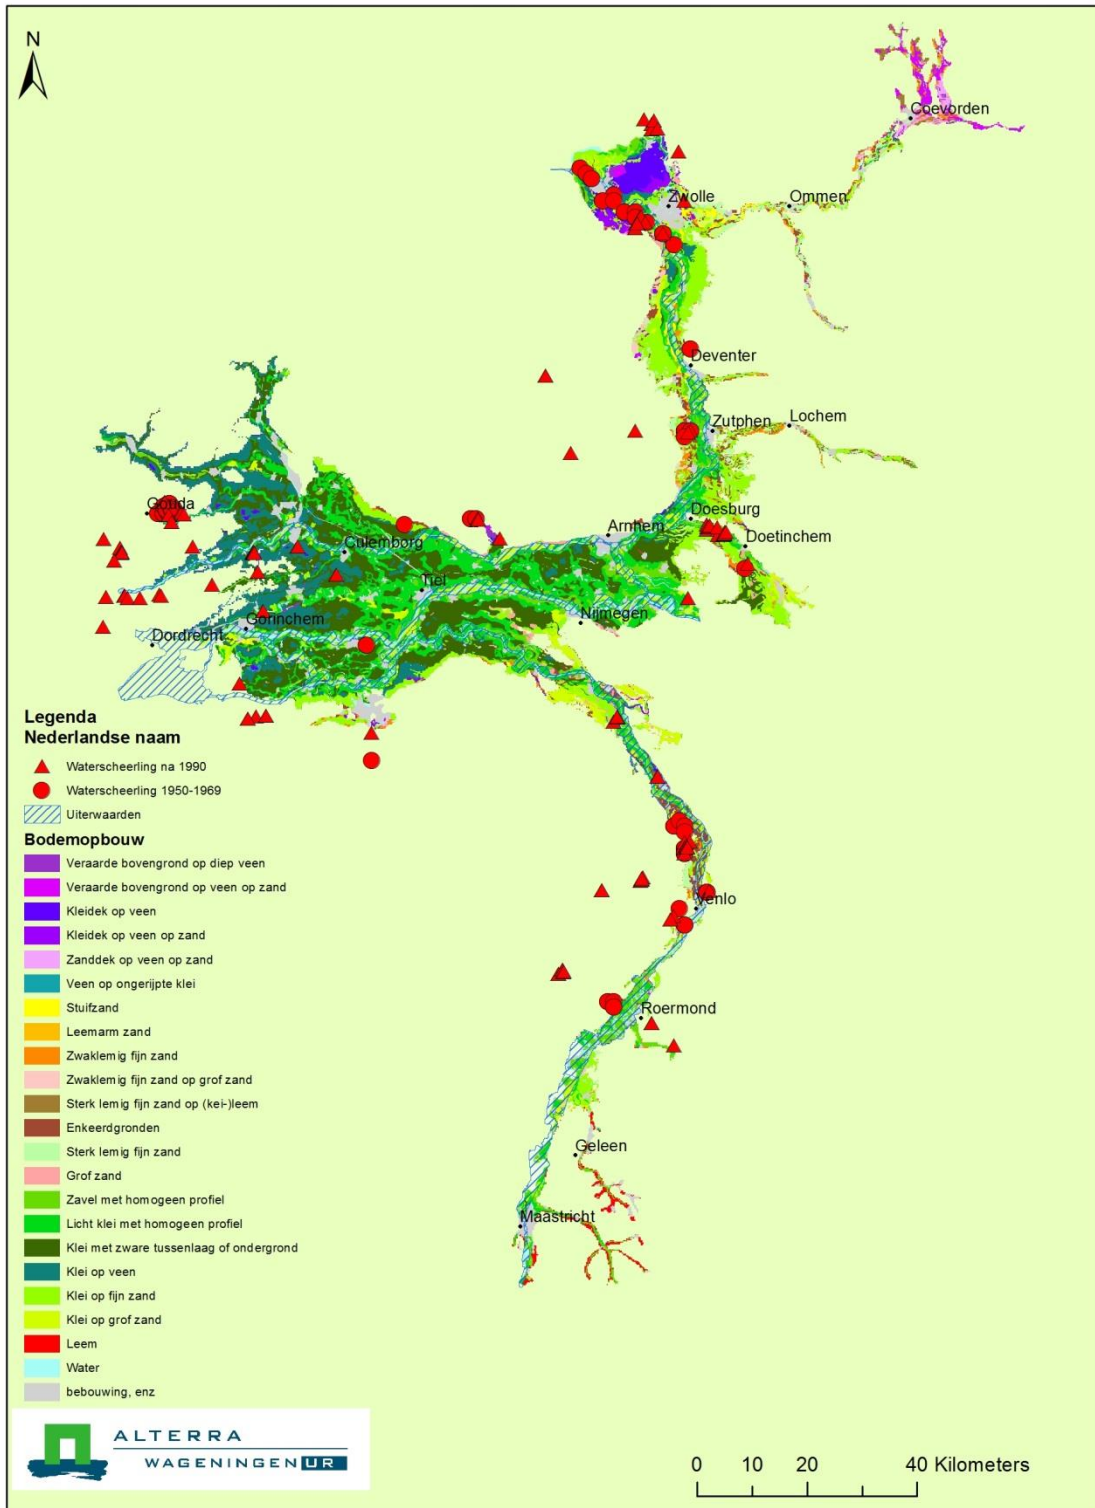 N
Coevorden
Zwolle
Ommen
Deventer
Zutphen
Lochem
Gouda
Doesburg
Arnhem
Doetinchem
Culemborg
Tiel
Nijmegen
Gorinchem
Dordrecht
Venlo
Roermond
Geleen
Maastricht
Legenda
Nederlandse naam
Waterscheerling na 1990
Waterscheerling 1950-1969
Uiterwaarden
Bodemopbouw
Veraarde bovengrond op diep veen
Veraarde bovengrond op veen op zand
Kleidek op veen
Kleidek op veen op zand
Zanddek op veen op zand
Veen op ongerijpte klei
Stuifzand
Leemarm zand
Zwaklemig fijn zand
Zwaklemig fijn zand op grof zand
Sterk lemig fijn zand op (kei-)leem
Enkeerdgronden
Sterk lemig fijn zand
Grof zand
Zavel met homogeen profiel
Licht klei met homogeen profiel
Klei met zware tussenlaag of ondergrond
Klei op veen
Klei op fijn zand
Klei op grof zand
Leem
Water
bebouwing, enz
ALTERRA
WAGENINGEN UR
0 10 20 40 Kilometers